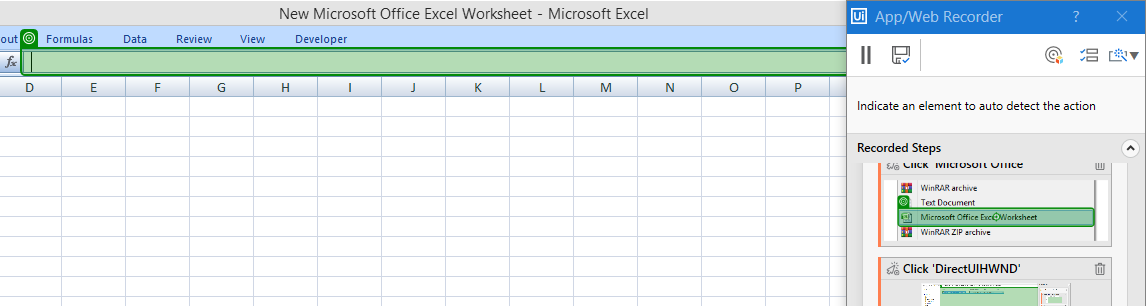 New Microsoft Office Excel Worksheet - Microsoft Excel
out Formulas Data Review View Developer
fx
D E F G H I J K L M N O P
Ui App/Web Recorder ? ×
Indicate an element to auto detect the action
Recorded Steps
Click 'Microsoft Office
WinRAR archive
Text Document
Microsoft Office Excel Worksheet
WinRAR ZIP archive
Click 'DirectUIHWND'